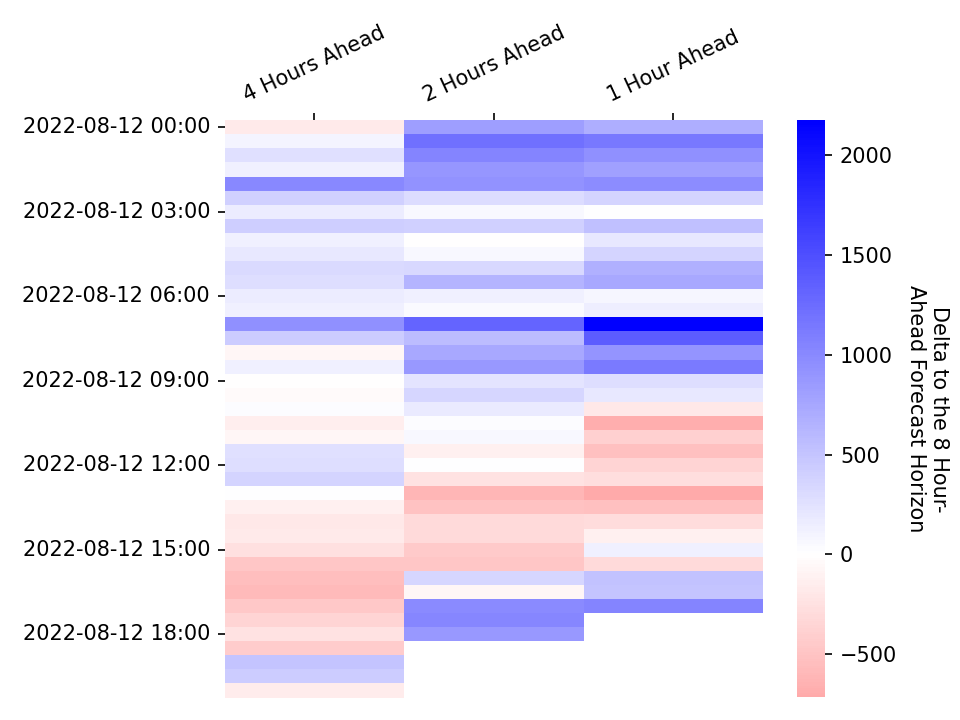 4 Hours Ahead
2 Hours Ahead
1 Hour Ahead
2022-08-12 00:00
2022-08-12 03:00
2022-08-12 06:00
2022-08-12 09:00
2022-08-12 12:00
2022-08-12 15:00
2022-08-12 18:00
2000
1500
1000
500
0
−500
Delta to the 8 Hour-
Ahead Forecast Horizon